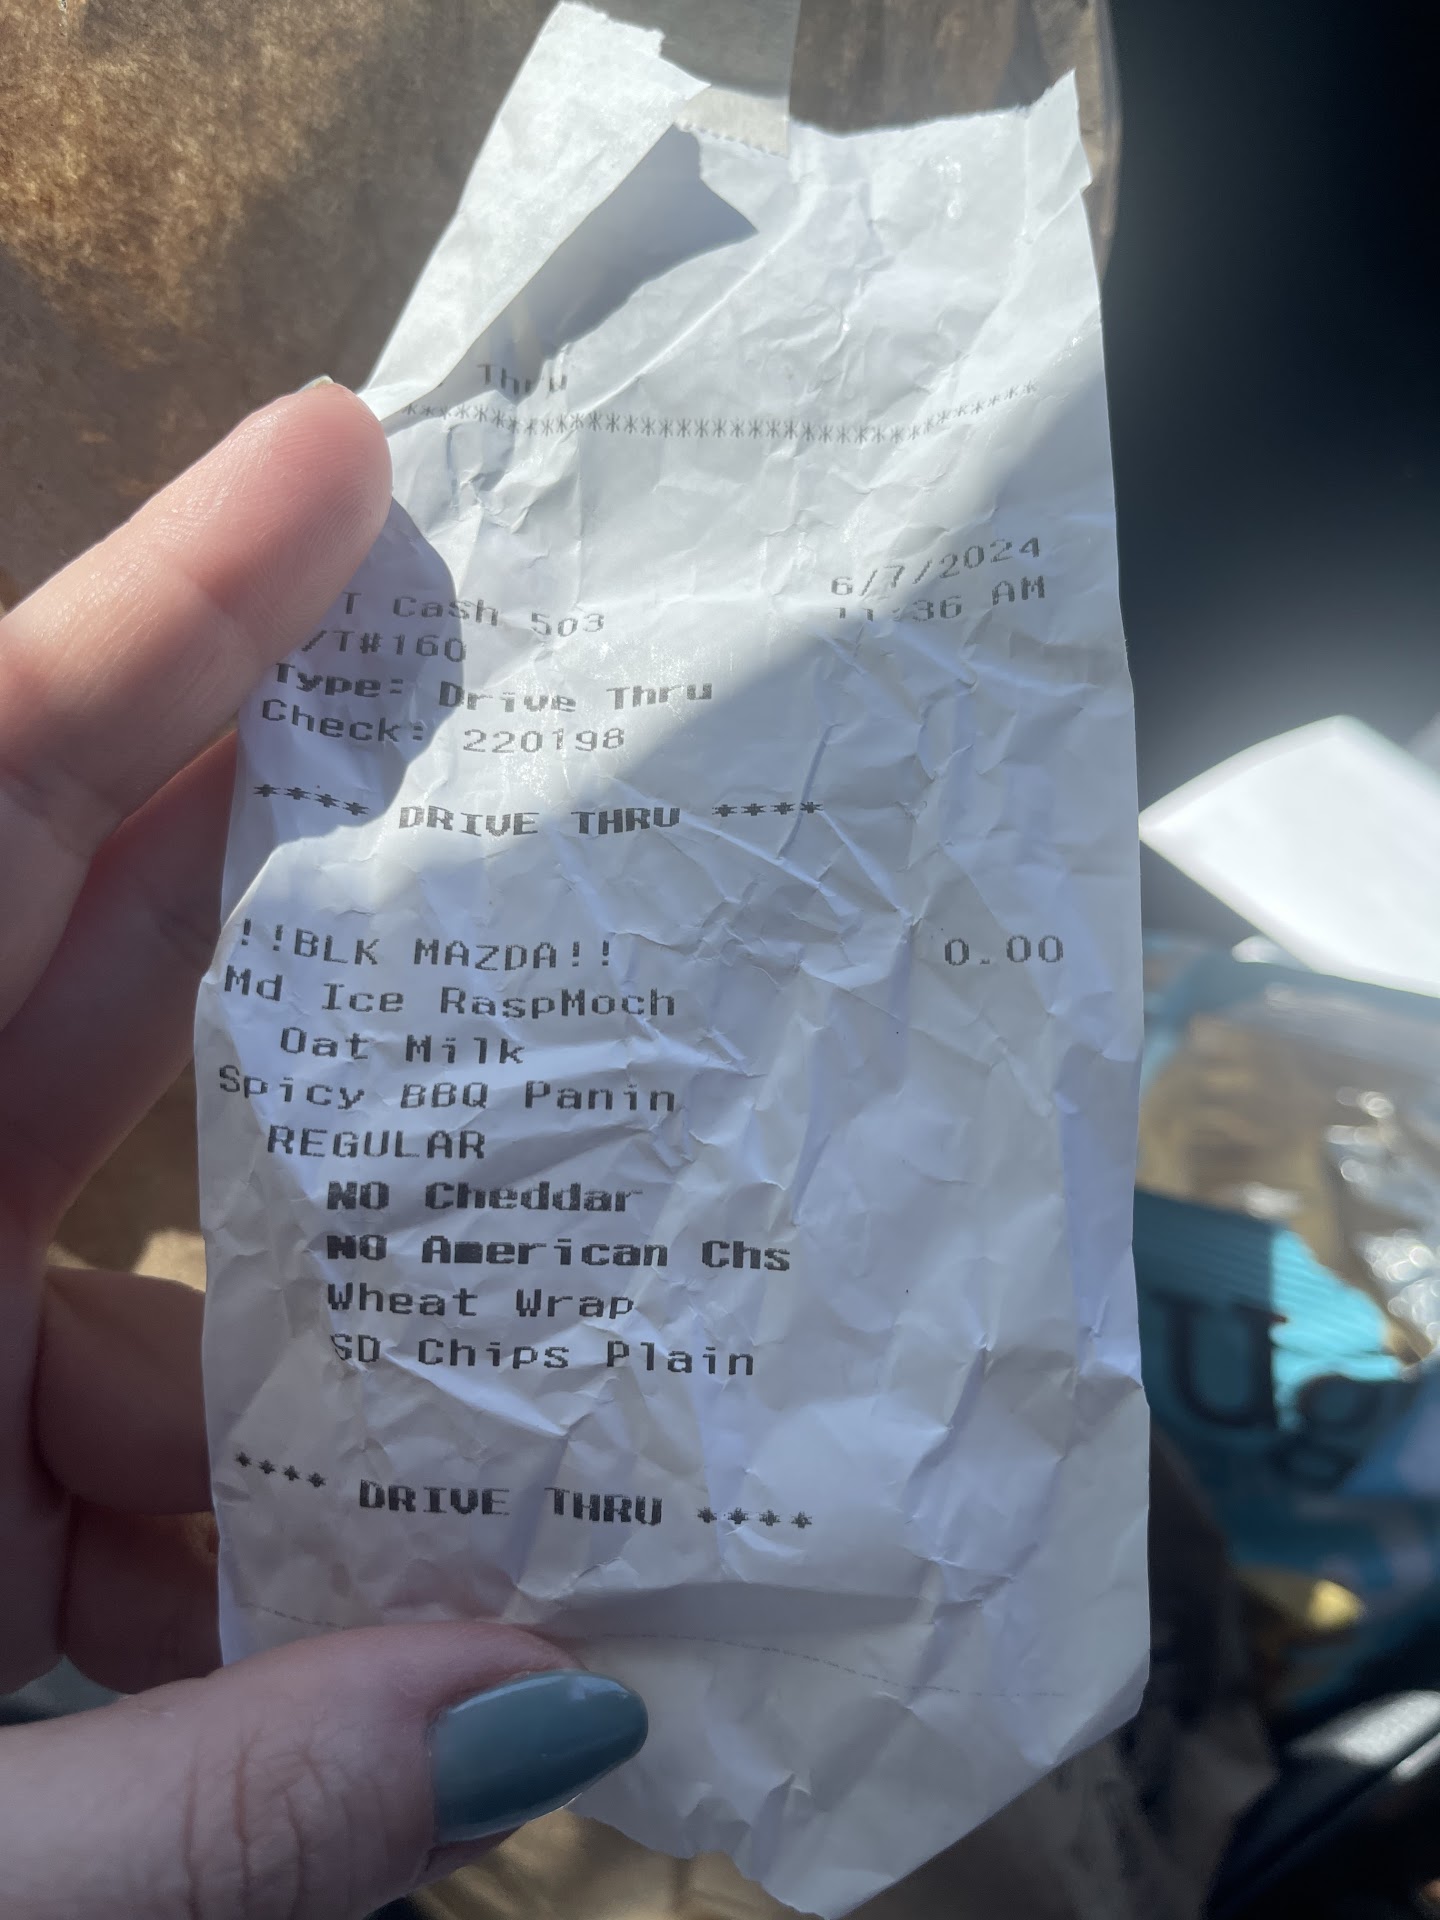 Thru
*********************************
T Cash 503 6/7/2024
/T#160 11:36 AM
Type: Drive Thru
Check: 220198
**** DRIVE THRU ****
!!BLK MAZDA!! 0.00
Md Ice RaspMoch
Oat Milk
Spicy BBQ Panin
REGULAR
NO Cheddar
NO American Chs
Wheat Wrap
SD Chips Plain
**** DRIVE THRU ****